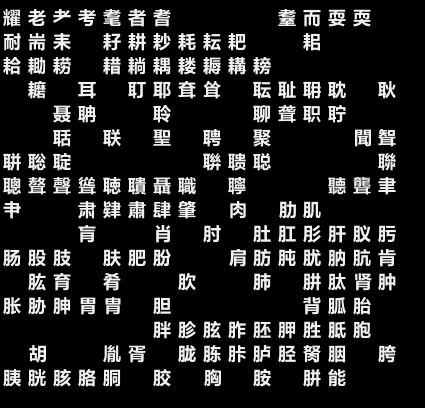 耀老耂考耄者耆 耋而耍耎
耐耑耒 耔耕耖耗耘耙 耜
耠耡耢 耤耥耦耧耨耩耪
耱 耳 耵耶耷耸 耺耻耼耽 耿
聂聃 聆 聊聋职聍
聒 联 聖 聘 聚 聞聟
聠聡聢 聨聩聪 聯
聰聱聲聳聴聵聶職 聹 聽聾聿
肀 肃肄肅肆肇 肉 肋肌
肓 肖 肘 肚肛肜肝肞肟
肠股肢 肤肥肦 肩肪肫肬肭肮肯
肱育 肴 肷 肺 肼肽肾肿
胀胁胂胃胄 胆 背胍胎
胖胗胘胙胚胛胜胝胞
胡 胤胥 胧胨胩胪胫胬胭 胯
胰胱胲胳胴 胶 胸 胺 胼能